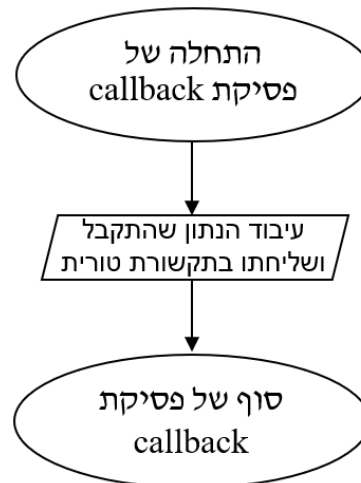 התחלה של
פסיקת callback
עיבוד הנתון שהתקבל
ושליחתו בתקשורת טורית
סוף של פסיקת
callback